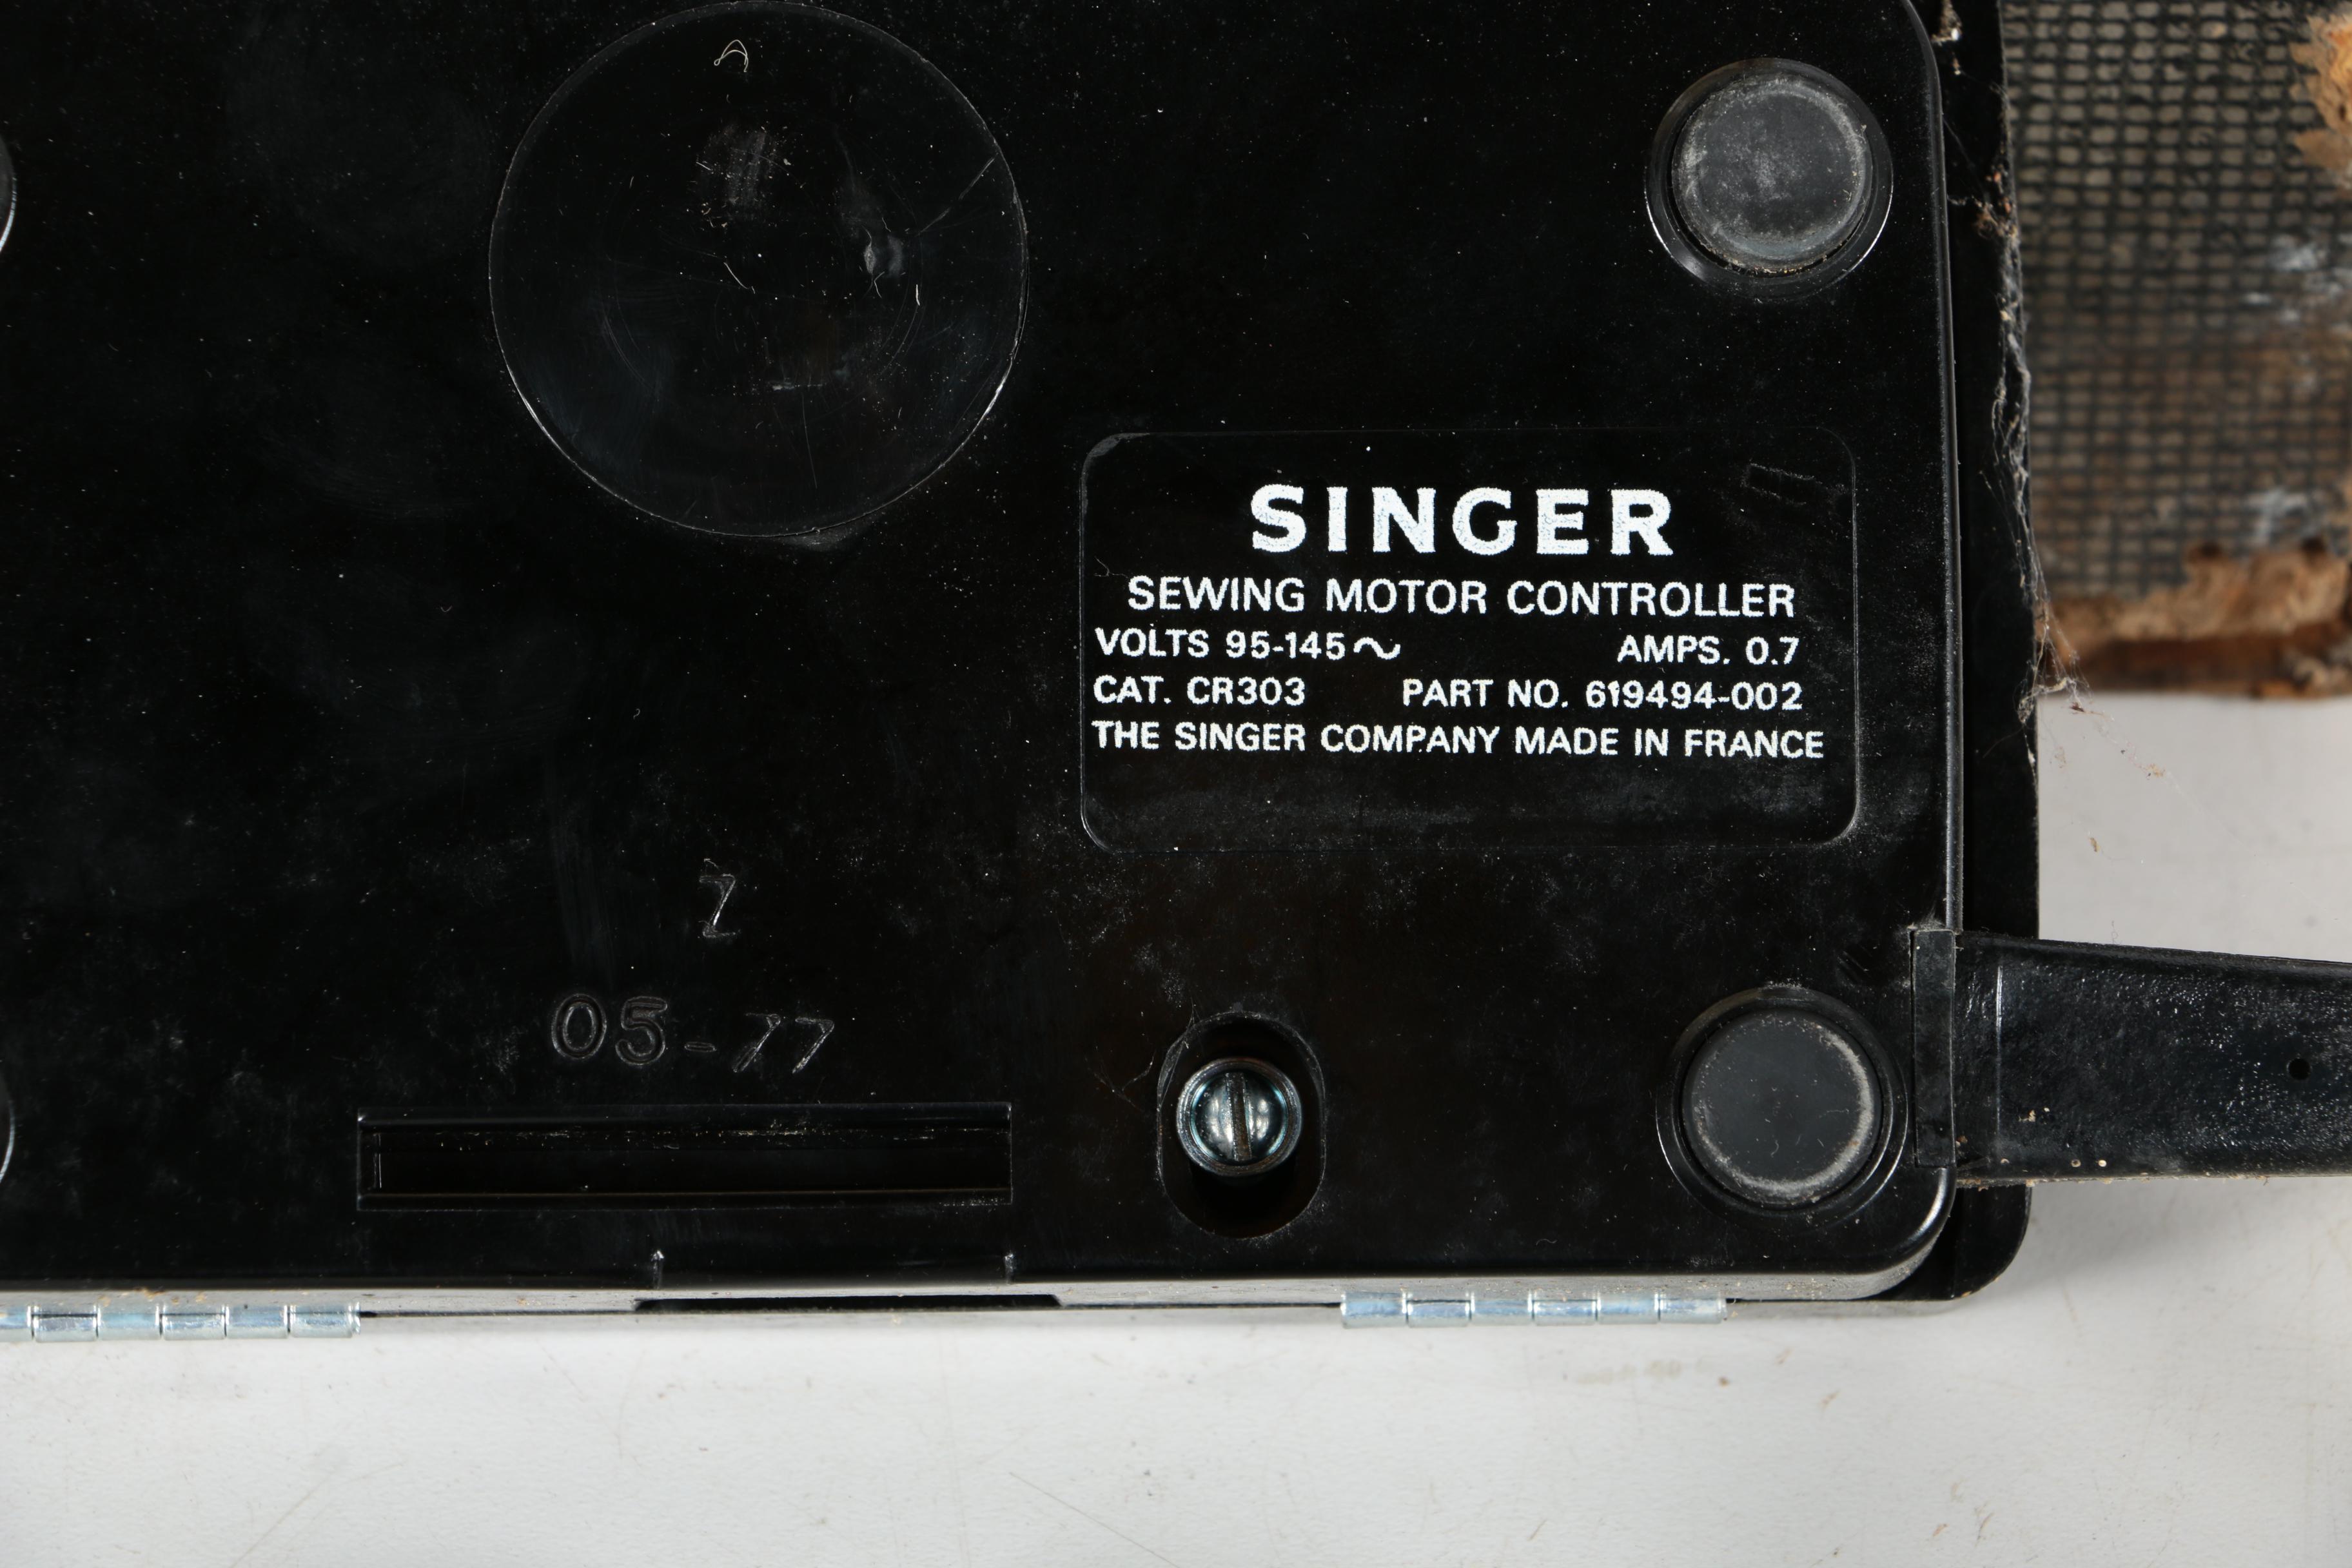 SINGER
SEWING MOTOR CONTROLLER
VOLTS 95-145~ AMPS. 0.7
CAT. CR303 PART NO. 619494-002
THE SINGER COMPANY MADE IN FRANCE
Z
05-77